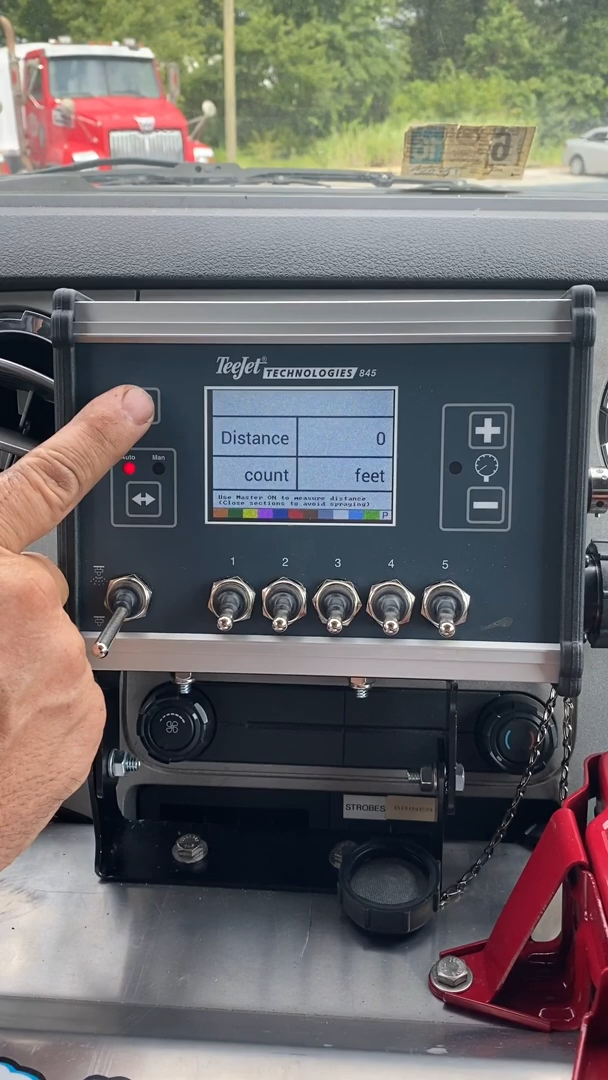 TeeJet®
TECHNOLOGIES 845
Distance 0
count feet
Use Master ON to measure distance
(Close sections to avoid spraying)
P
Auto Man
1 2 3 4 5
STROBES